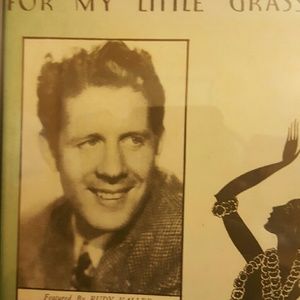 FOR MY LITTLE GRASS
Featured By RUDY VALLEE